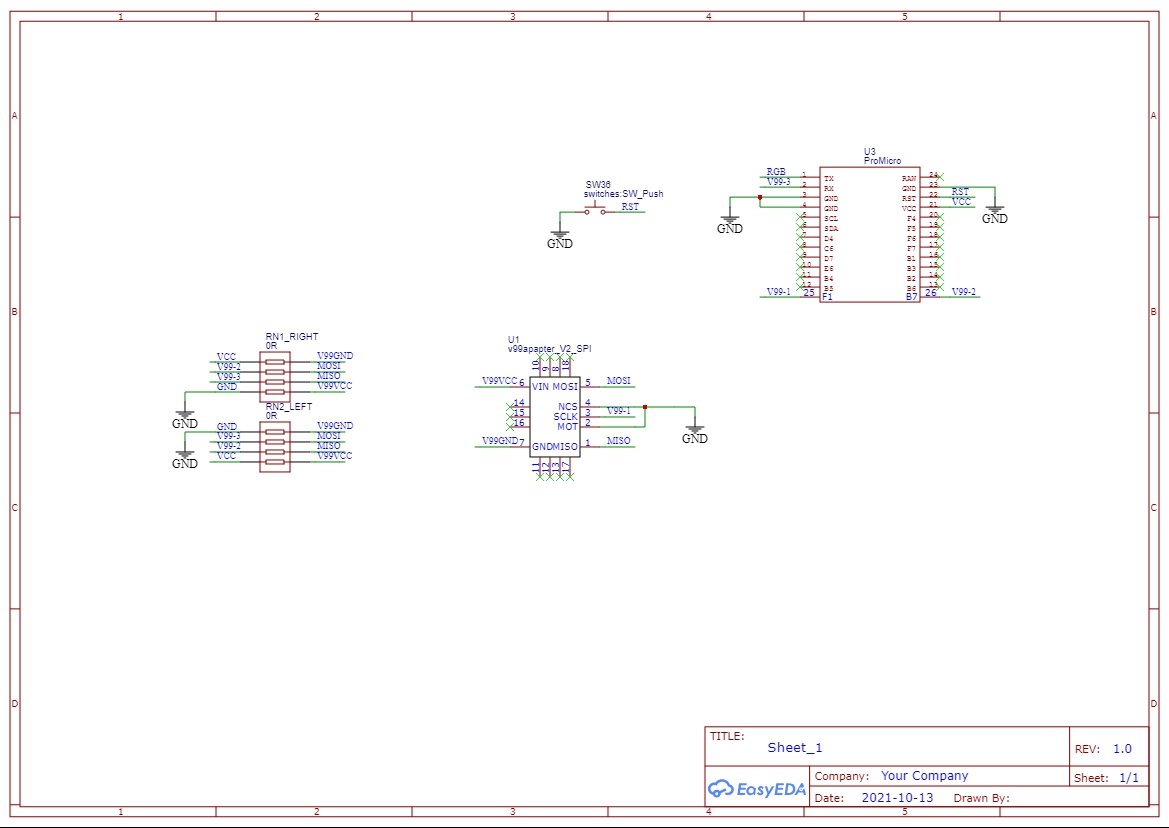 1 2 3 4 5
A A
B B
C C
D D
U3
ProMicro
RGB 1 TX RAW 24
V99-3 2 RX GND 23
3 GND RST 22 RST
4 GND VCC 21 VCC
5 SCL F4 20
6 SDA F5 19
7 D4 F6 18
8 C6 F7 17
9 D7 B1 16
10 E6 B3 15
11 B4 B2 14
12 B5 B6 13
V99-1 25 F1 B7 26 V99-2
GND
GND
SW36
switches:SW_Push
RST
GND
RN1_RIGHT
0R
VCC V99GND
V99-2 MOSI
V99-3 MISO
GND V99VCC
GND
RN2_LEFT
0R
GND V99GND
V99-3 MOSI
V99-2 MISO
VCC V99VCC
GND
U1
v99apapter_V2_SPI
10 9 8 18
V99VCC 6 VIN MOSI 5 MOSI
14 NCS 4
15 SCLK 3 V99-1
16 MOT 2
V99GND 7 GND MISO 1 MISO
11 12 13 17
GND
TITLE:
Sheet_1
REV: 1.0
EasyEDA
Company: Your Company
Sheet: 1/1
Date: 2021-10-13 Drawn By:
1 2 3 4 5